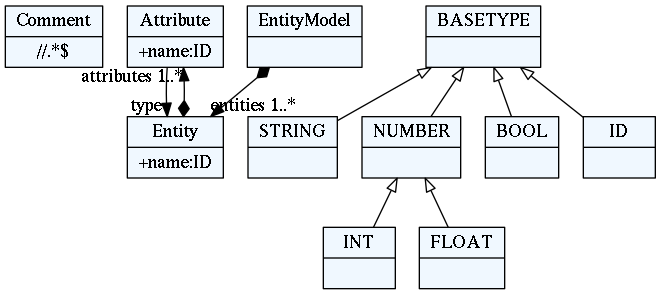 Comment
//.*$
Attribute
+name:ID
EntityModel
BASETYPE
attributes 1..*
type
entities 1..*
Entity
+name:ID
STRING
NUMBER
BOOL
ID
INT
FLOAT